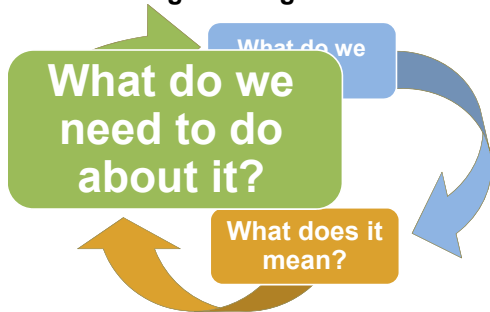 What do we
What do we
need to do
about it?
What does it
mean?